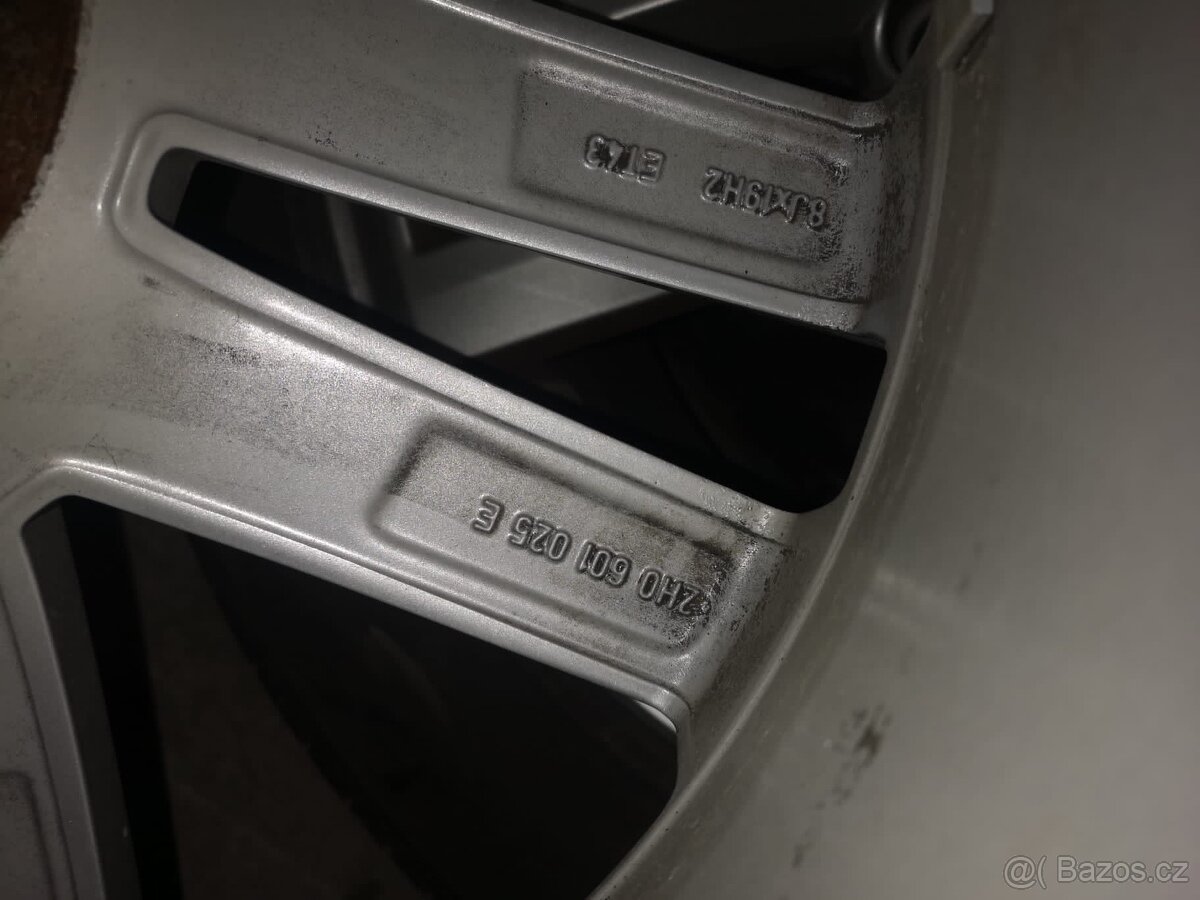 8Jx19H2 ET43
2H0 601 025 E
@( Bazos.cz